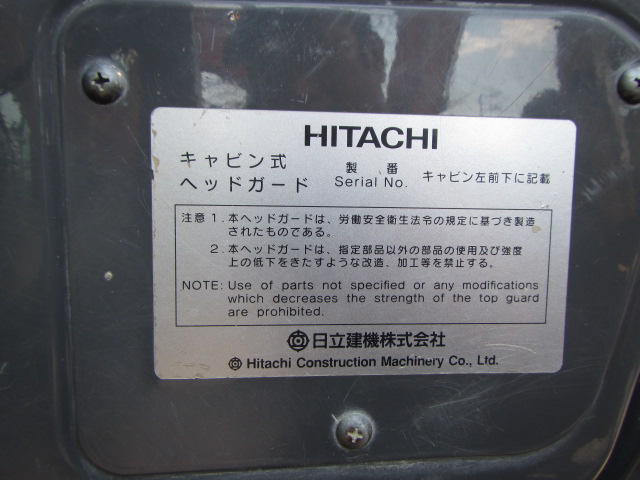 HITACHI
キャビン式 製番
ヘッドガード Serial No. キャビン左前下に記載
注意 1. 本ヘッドガードは、労働安全衛生法令の規定に基づき製造
されたものである。
2. 本ヘッドガードは、指定部品以外の部品の使用及び強度
上の低下をきたすような改造、加工等を禁止する。
NOTE: Use of parts not specified or any modifications
which decreases the strength of the top guard
are prohibited.
日立建機株式会社
Hitachi Construction Machinery Co., Ltd.